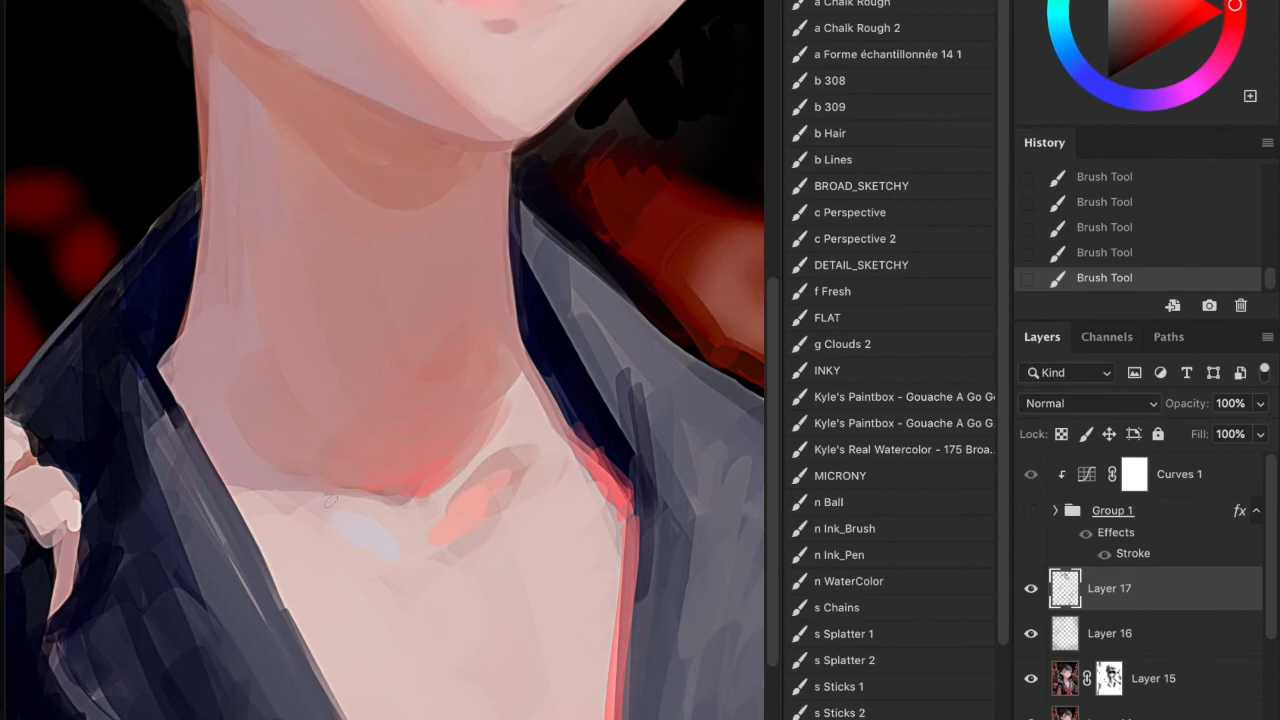 a Chalk Rough
a Chalk Rough 2
a Forme échantillonnée 14 1
b 308
b 309
b Hair
b Lines
BROAD_SKETCHY
c Perspective
c Perspective 2
DETAIL_SKETCHY
f Fresh
FLAT
g Clouds 2
INKY
Kyle's Paintbox - Gouache A Go G
Kyle's Paintbox - Gouache A Go G
Kyle's Real Watercolor - 175 Broa...
MICRONY
n Ball
n Ink_Brush
n Ink_Pen
n WaterColor
s Chains
s Splatter 1
s Splatter 2
s Sticks 1
s Sticks 2
History
Brush Tool
Brush Tool
Brush Tool
Brush Tool
Brush Tool
Layers Channels Paths
Kind
Normal Opacity: 100%
Lock: Fill: 100%
Curves 1
Group 1 fx
Effects
Stroke
Layer 17
Layer 16
Layer 15